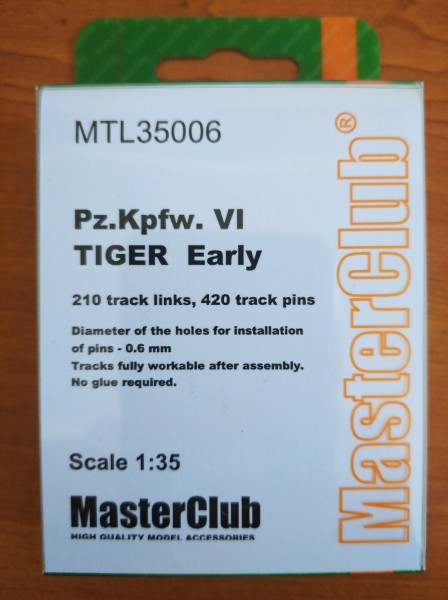 MTL35006
Pz.Kpfw. VI
TIGER Early
210 track links, 420 track pins
Diameter of the holes for installation
of pins - 0.6 mm
Tracks fully workable after assembly.
No glue required.
Scale 1:35
MasterClub
HIGH QUALITY MODEL ACCESSORIES
MasterClub®